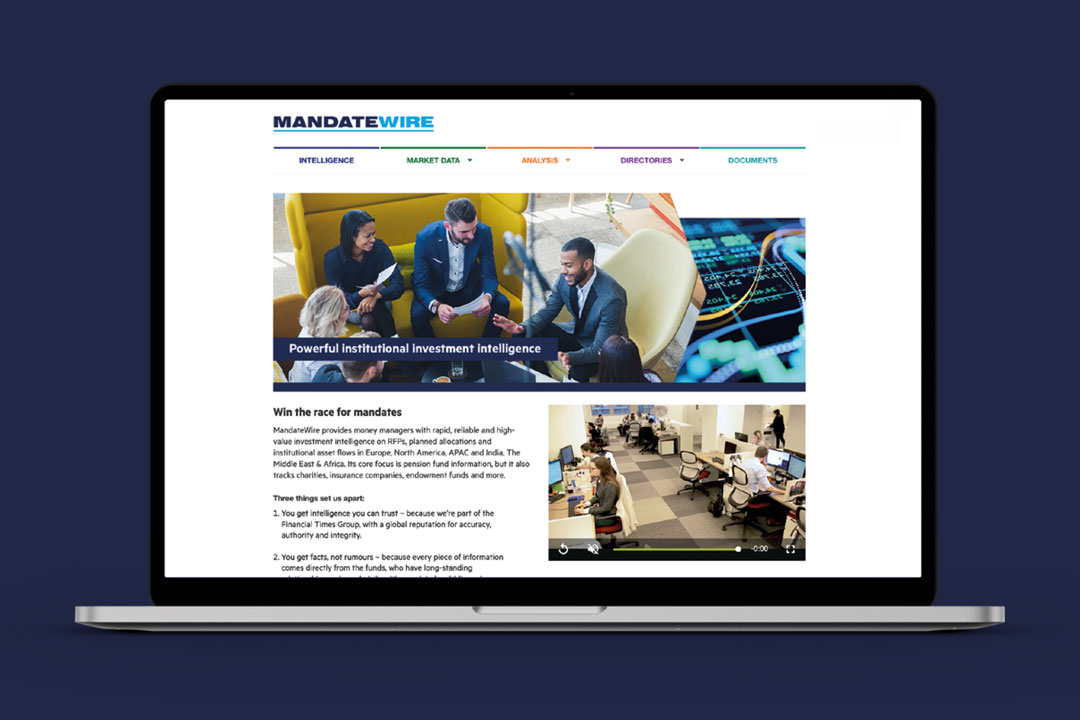 MANDATEWIRE
INTELLIGENCE
MARKET DATA
ANALYSIS
DIRECTORIES
DOCUMENTS
Powerful institutional investment intelligence
24,402
23,782
Win the race for mandates
MandateWire provides money managers with rapid, reliable and high-
value investment intelligence on RFPs, planned allocations and
institutional asset flows in Europe, North America, APAC and India, The
Middle East & Africa. Its core focus is pension fund information, but it also
tracks charities, insurance companies, endowment funds and more.
Three things set us apart:
1. You get intelligence you can trust – because we're part of the
Financial Times Group, with a global reputation for accuracy,
authority and integrity.
2. You get facts, not rumours – because every piece of information
comes directly from the funds, who have long-standing
-0:00